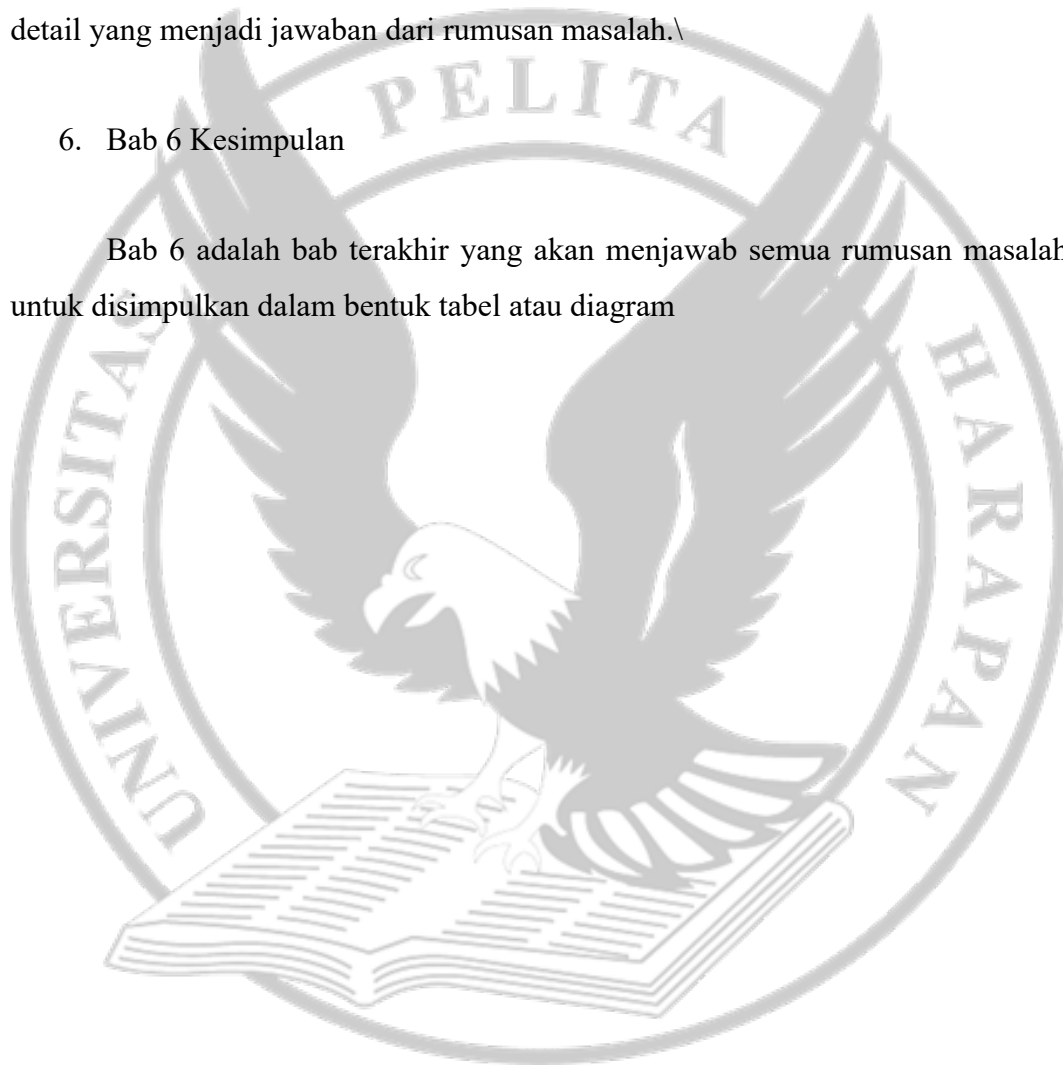 detail yang menjadi jawaban dari rumusan masalah.\
6. Bab 6 Kesimpulan
Bab 6 adalah bab terakhir yang akan menjawab semua rumusan masalah
untuk disimpulkan dalam bentuk tabel atau diagram
UNIVERSITAS PELITA HARAPAN